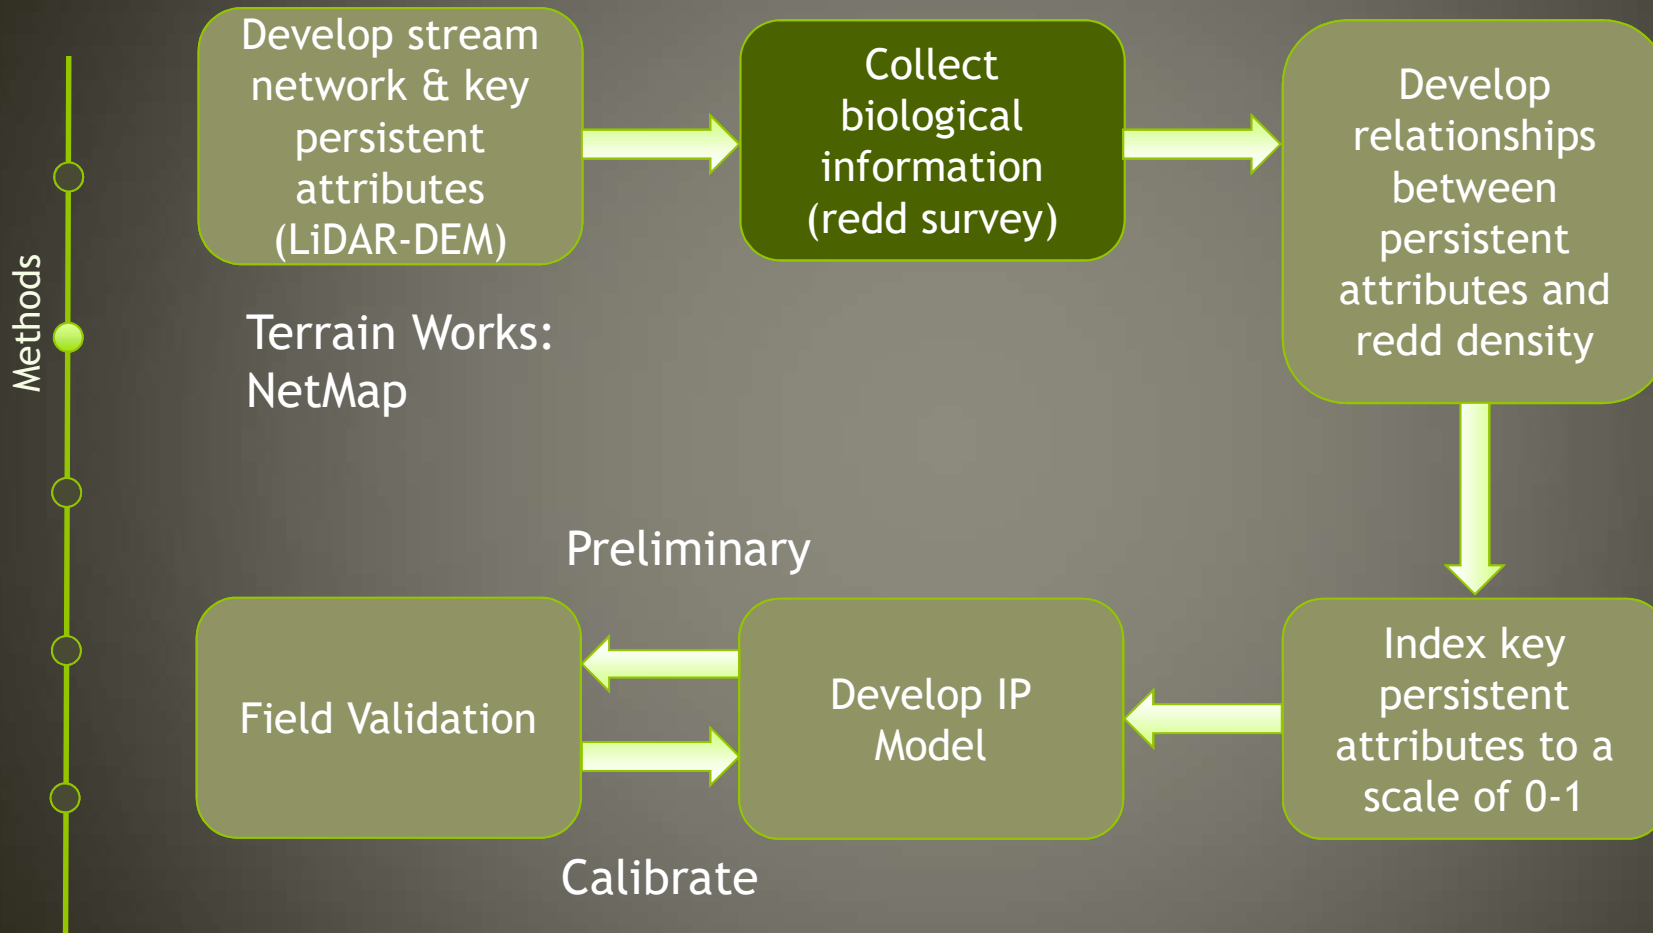 Methods
Develop stream
network & key
persistent
attributes
(LiDAR-DEM)
Collect
biological
information
(redd survey)
Develop
relationships
between
persistent
attributes and
redd density
Terrain Works:
NetMap
Preliminary
Field Validation
Develop IP
Model
Index key
persistent
attributes to a
scale of 0-1
Calibrate